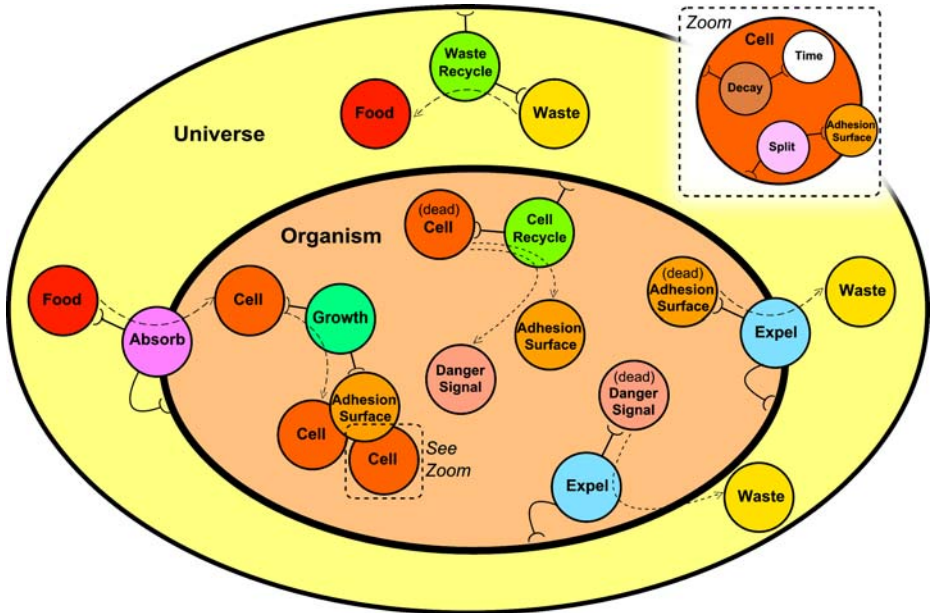 Zoom
Cell
Time
Decay
Adhesion
Surface
Split
Waste
Recycle
Food
Waste
Universe
Organism
(dead)
Cell
Cell
Recycle
Food
Absorb
Cell
Growth
Adhesion
Surface
Danger
Signal
(dead)
Adhesion
Surface
Expel
Waste
(dead)
Danger
Signal
Adhesion
Surface
Cell
Cell
See
Zoom
Expel
Waste